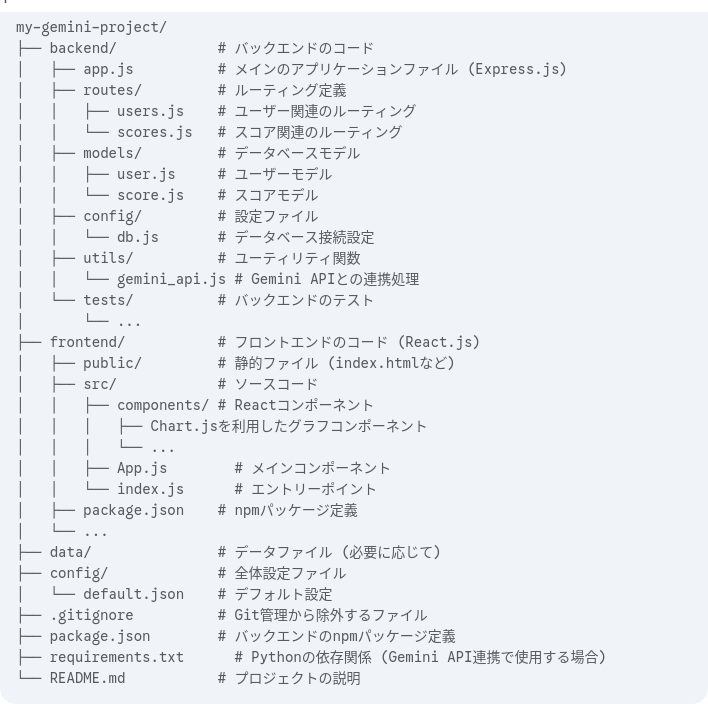 my-gemini-project/
├── backend/            # バックエンドのコード
│   ├── app.js          # メインのアプリケーションファイル (Express.js)
│   ├── routes/         # ルーティング定義
│   │   ├── users.js    # ユーザー関連のルーティング
│   │   └── scores.js   # スコア関連のルーティング
│   ├── models/         # データベースモデル
│   │   ├── user.js     # ユーザーモデル
│   │   └── score.js    # スコアモデル
│   ├── config/         # 設定ファイル
│   │   └── db.js       # データベース接続設定
│   ├── utils/          # ユーティリティ関数
│   │   └── gemini_api.js # Gemini APIとの連携処理
│   └── tests/          # バックエンドのテスト
│       └── ...
├── frontend/           # フロントエンドのコード (React.js)
│   ├── public/         # 静的ファイル (index.htmlなど)
│   ├── src/            # ソースコード
│   │   ├── components/ # Reactコンポーネント
│   │   │   ├── Chart.jsを利用したグラフコンポーネント
│   │   │   └── ...
│   │   ├── App.js        # メインコンポーネント
│   │   └── index.js      # エントリーポイント
│   ├── package.json    # npmパッケージ定義
│   └── ...
├── data/               # データファイル (必要に応じて)
├── config/             # 全体設定ファイル
│   └── default.json    # デフォルト設定
├── .gitignore          # Git管理から除外するファイル
├── package.json        # バックエンドのnpmパッケージ定義
├── requirements.txt      # Pythonの依存関係 (Gemini API連携で使用する場合)
└── README.md           # プロジェクトの説明